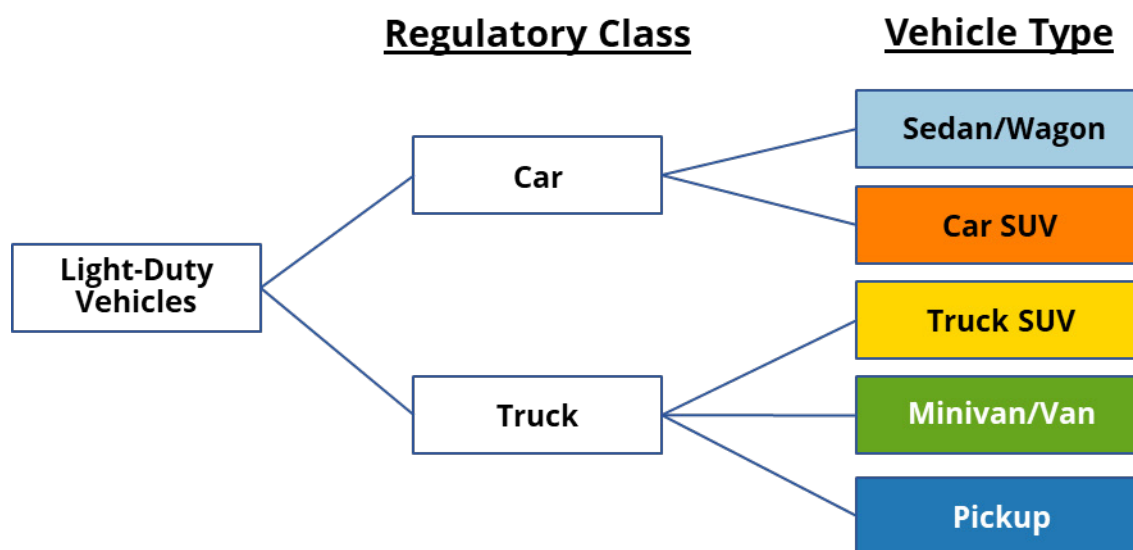 Regulatory Class
Vehicle Type
Sedan/Wagon
Car
Car SUV
Light-Duty
Vehicles
Truck SUV
Truck
Minivan/Van
Pickup